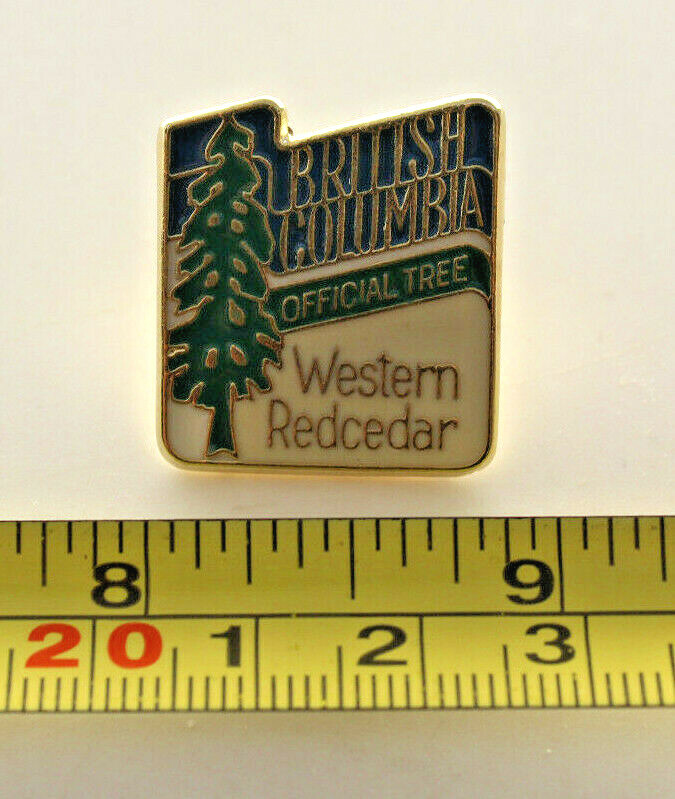 BRITISH
COLUMBIA
OFFICIAL TREE
Western
Redcedar
8 9
20 1 2 3